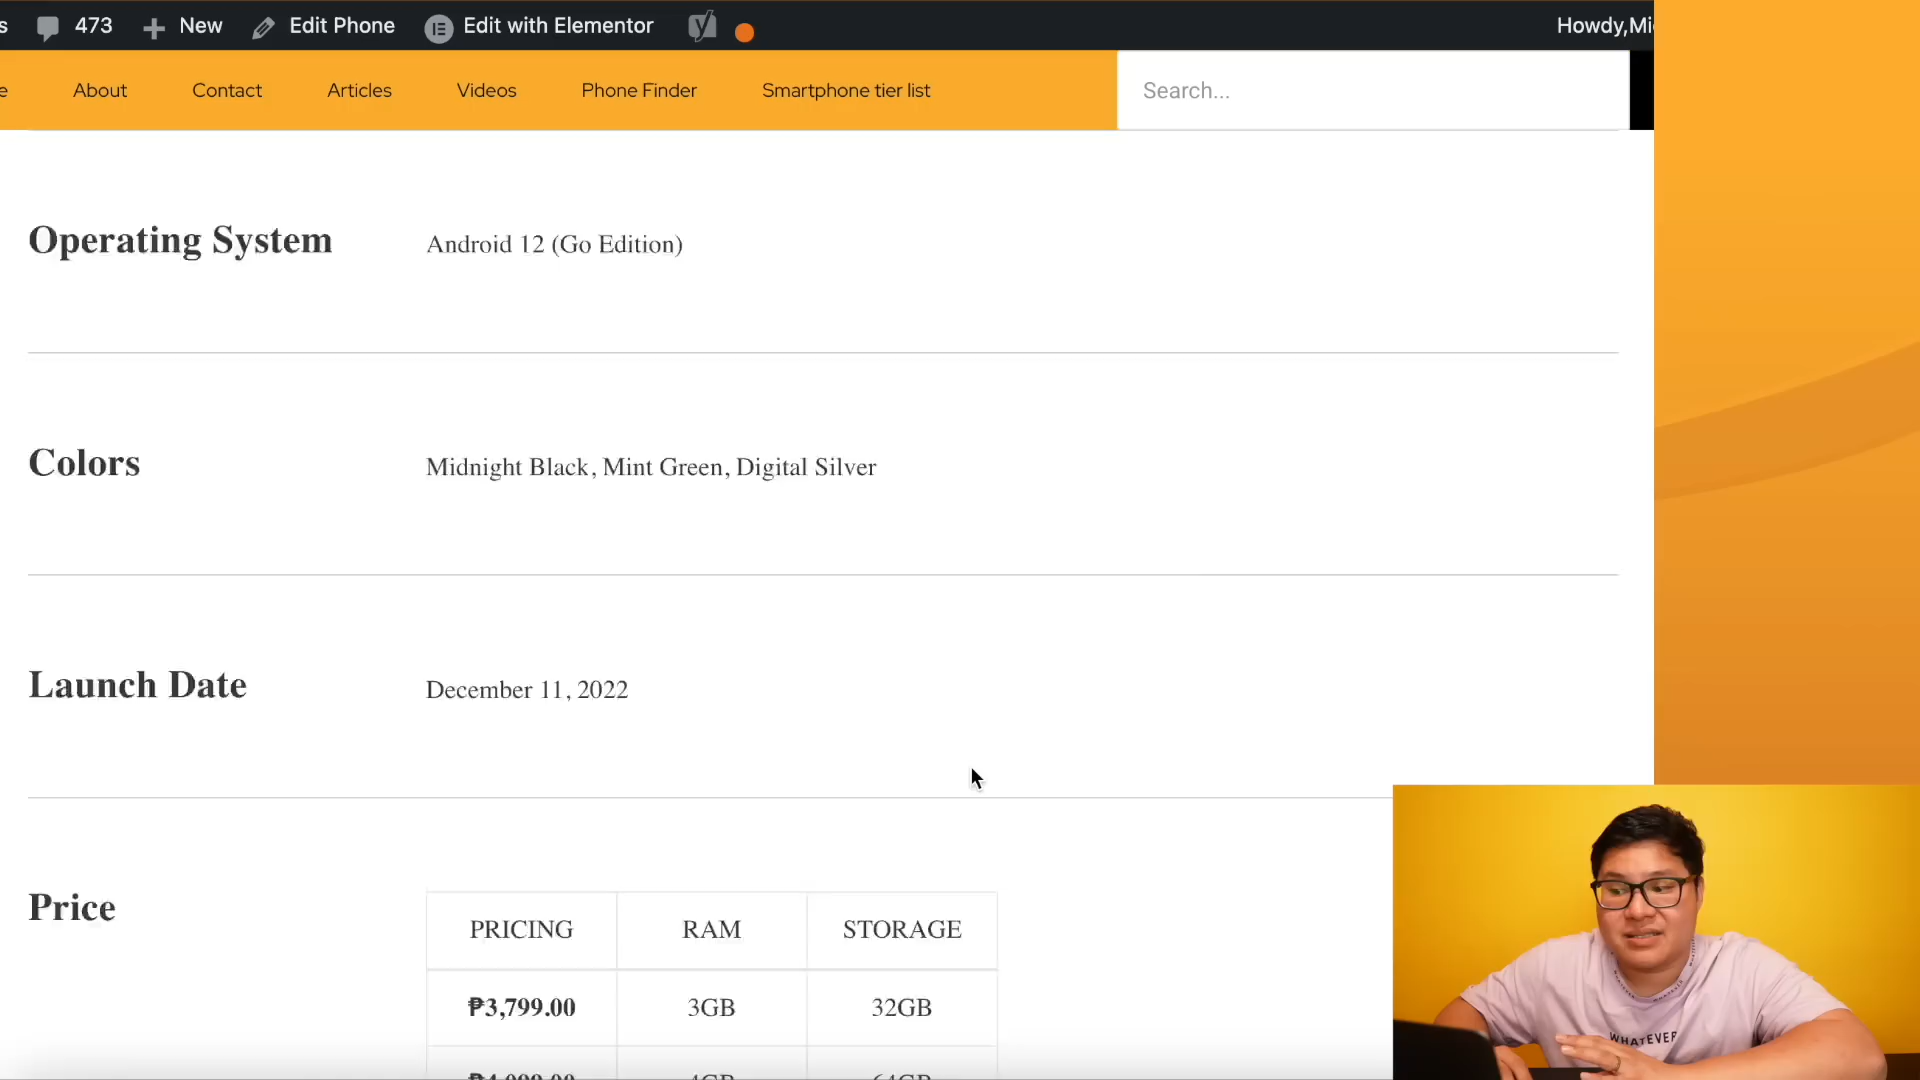 473 New Edit Phone Edit with Elementor Howdy,
About Contact Articles Videos Phone Finder Smartphone tier list Search...
Operating System Android 12 (Go Edition)
Colors Midnight Black, Mint Green, Digital Silver
Launch Date December 11, 2022
Price
PRICING RAM STORAGE
₱3,799.00 3GB 32GB
WHATEVER